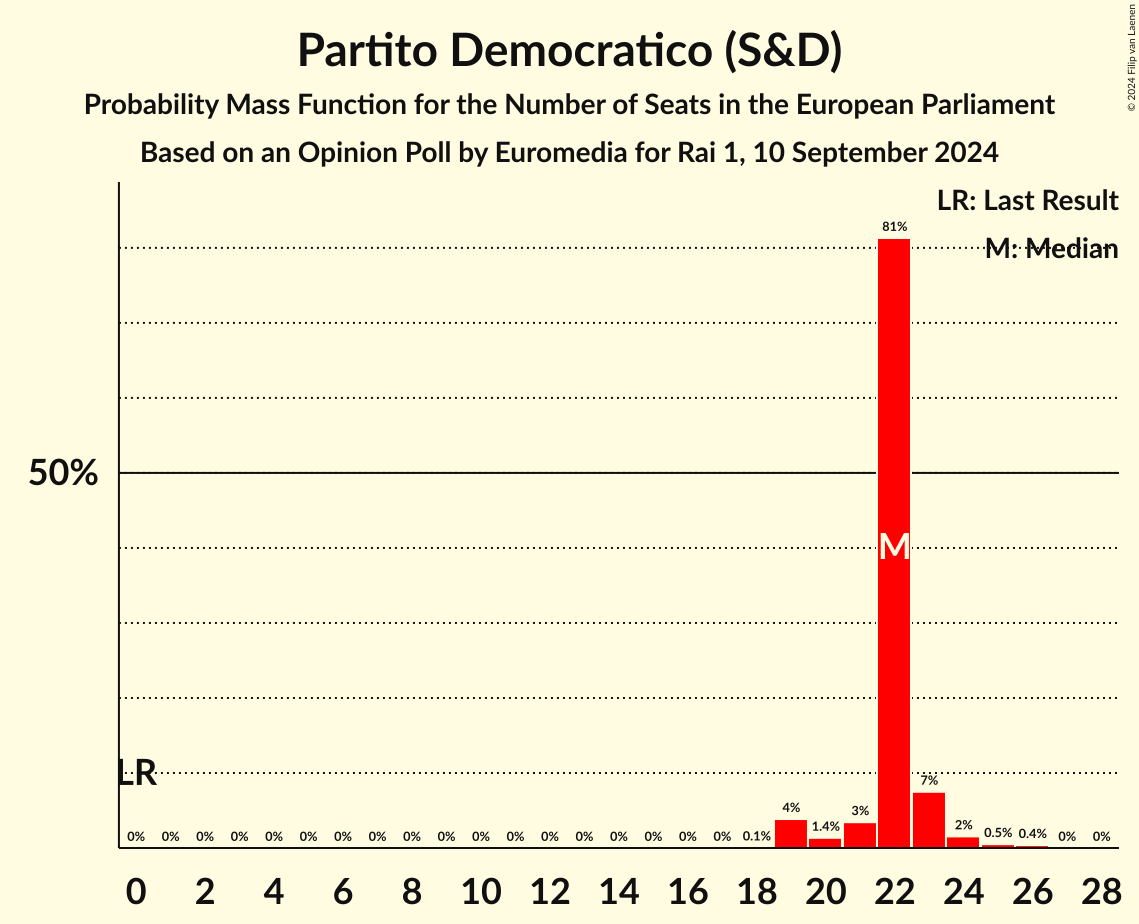 Partito Democratico (S&D)
Probability Mass Function for the Number of Seats in the European Parliament
Based on an Opinion Poll by Euromedia for Rai 1, 10 September 2024
© 2024 Filip van Laenen
LR: Last Result
M: Median
50%
81%
M
LR
0% 0% 0% 0% 0% 0% 0% 0% 0% 0% 0% 0% 0% 0% 0% 0% 0% 0% 0.1% 4% 1.4% 3% 7% 2% 0.5% 0.4% 0% 0%
0 2 4 6 8 10 12 14 16 18 20 22 24 26 28